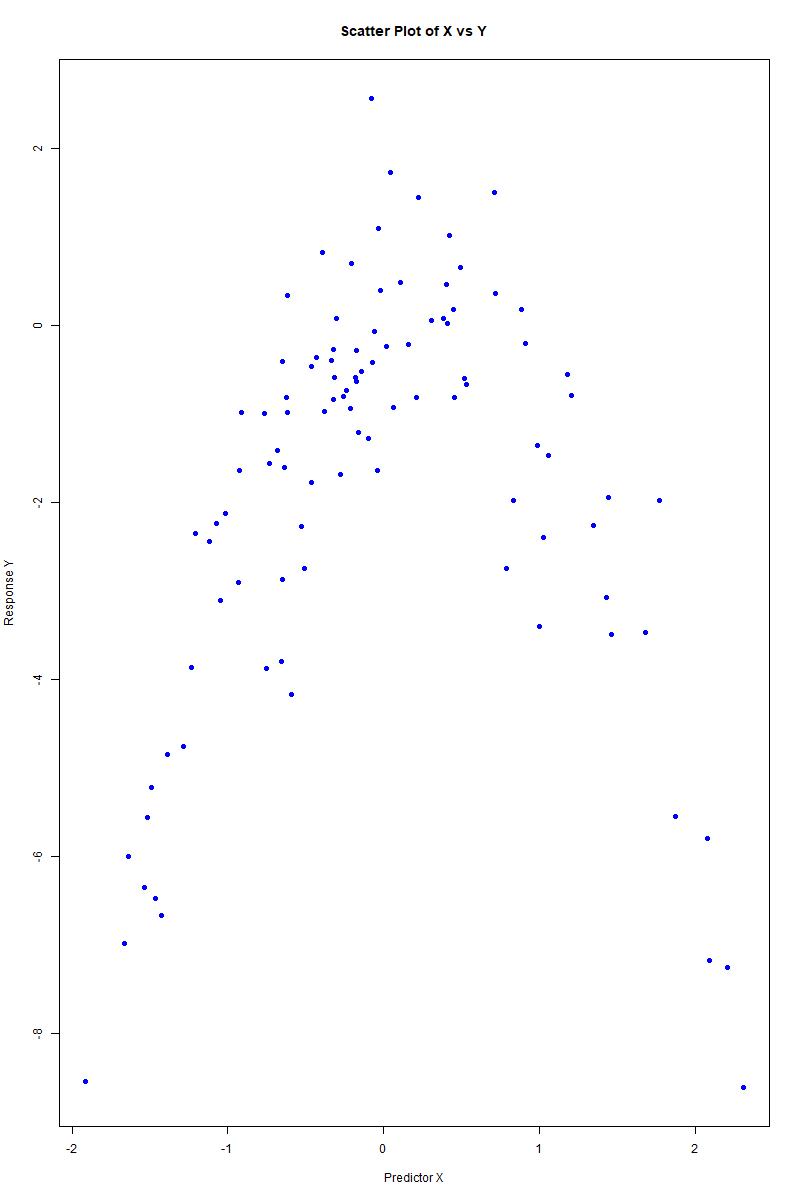 Scatter Plot of X vs Y
2
0
-2
-4
-6
-8
Response Y
-2 -1 0 1 2
Predictor X